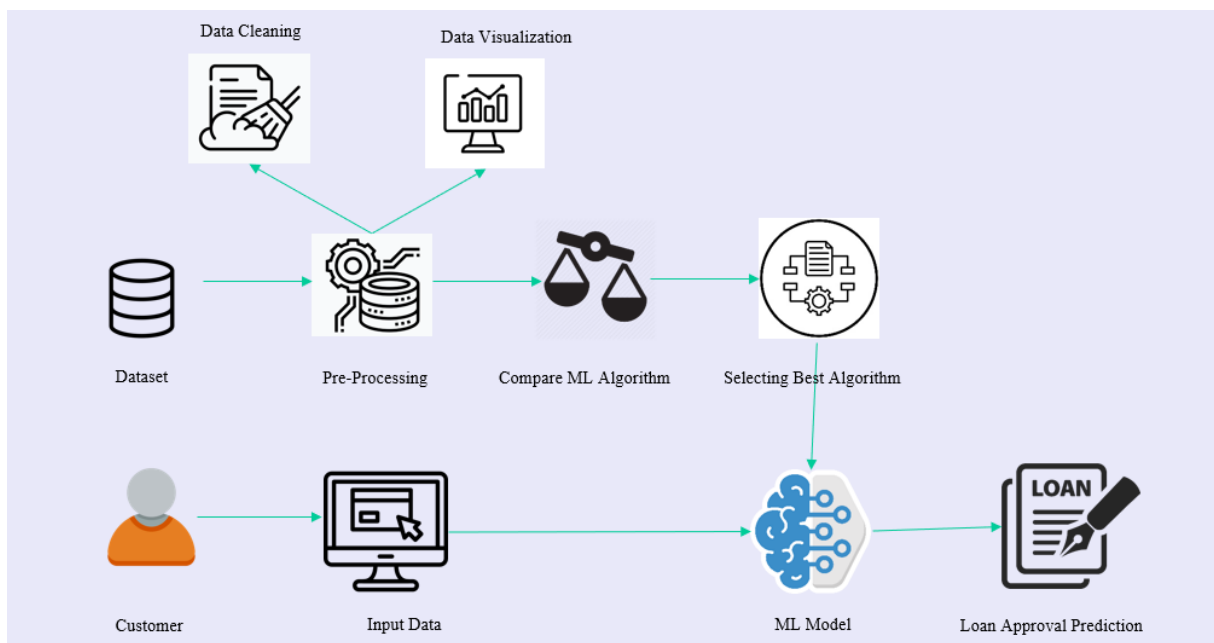 Data Cleaning
Data Visualization
Dataset
Pre-Processing
Compare ML Algorithm
Selecting Best Algorithm
LOAN
Customer
Input Data
ML Model
Loan Approval Prediction